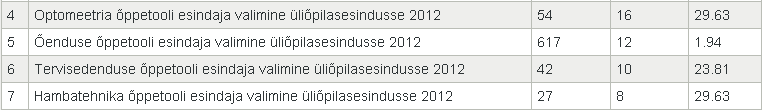 4 Optomeetria õppetooli esindaja valimine üliõpilasesindusse 2012 54 16 29.63
5 Õenduse õppetooli esindaja valimine üliõpilasesindusse 2012 617 12 1.94
6 Tervisedenduse õppetooli esindaja valimine üliõpilasesindusse 2012 42 10 23.81
7 Hambatehnika õppetooli esindaja valimine üliõpilasesindusse 2012 27 8 29.63